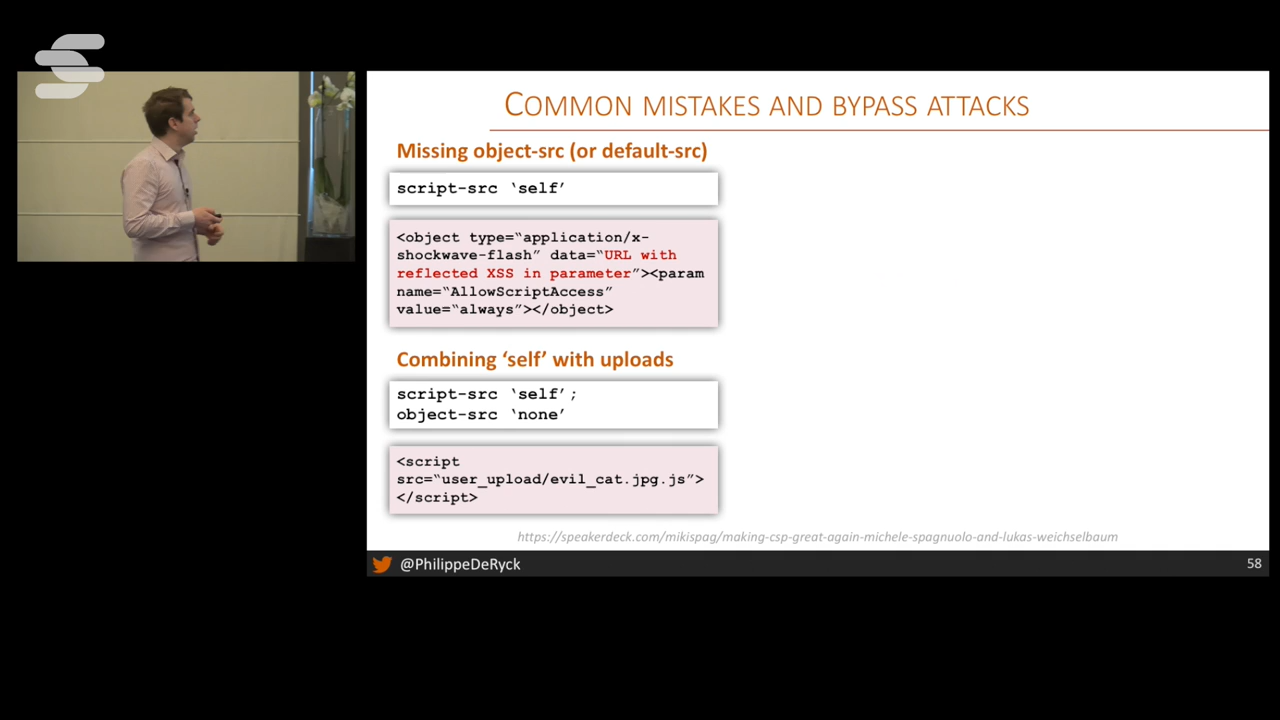 COMMON MISTAKES AND BYPASS ATTACKS
Missing object-src (or default-src)
script-src ‘self’
<object type=“application/x-
shockwave-flash” data=“URL with
reflected XSS in parameter”><param
name=“AllowScriptAccess”
value=“always”></object>
Combining ‘self’ with uploads
script-src ‘self’;
object-src ‘none’
<script
src=“user_upload/evil_cat.jpg.js”>
</script>
https://speakerdeck.com/mikispag/making-csp-great-again-michele-spagnuolo-and-lukas-weichselbaum
@PhilippeDeRyck
58